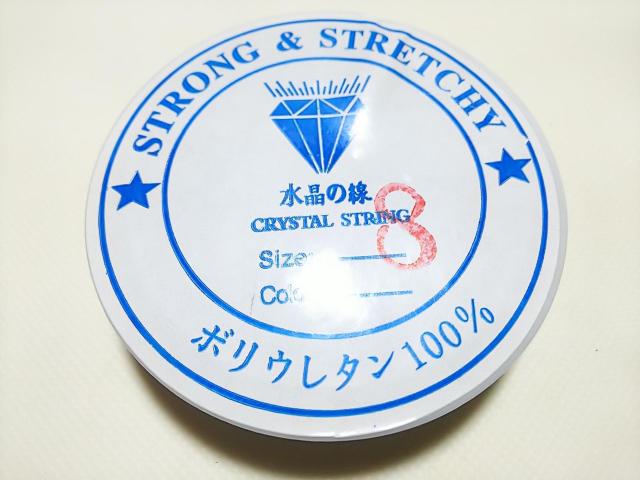 STRONG & STRETCHY
水晶の線
CRYSTAL STRING
Size: 8
Colo
ボリウレタン100%